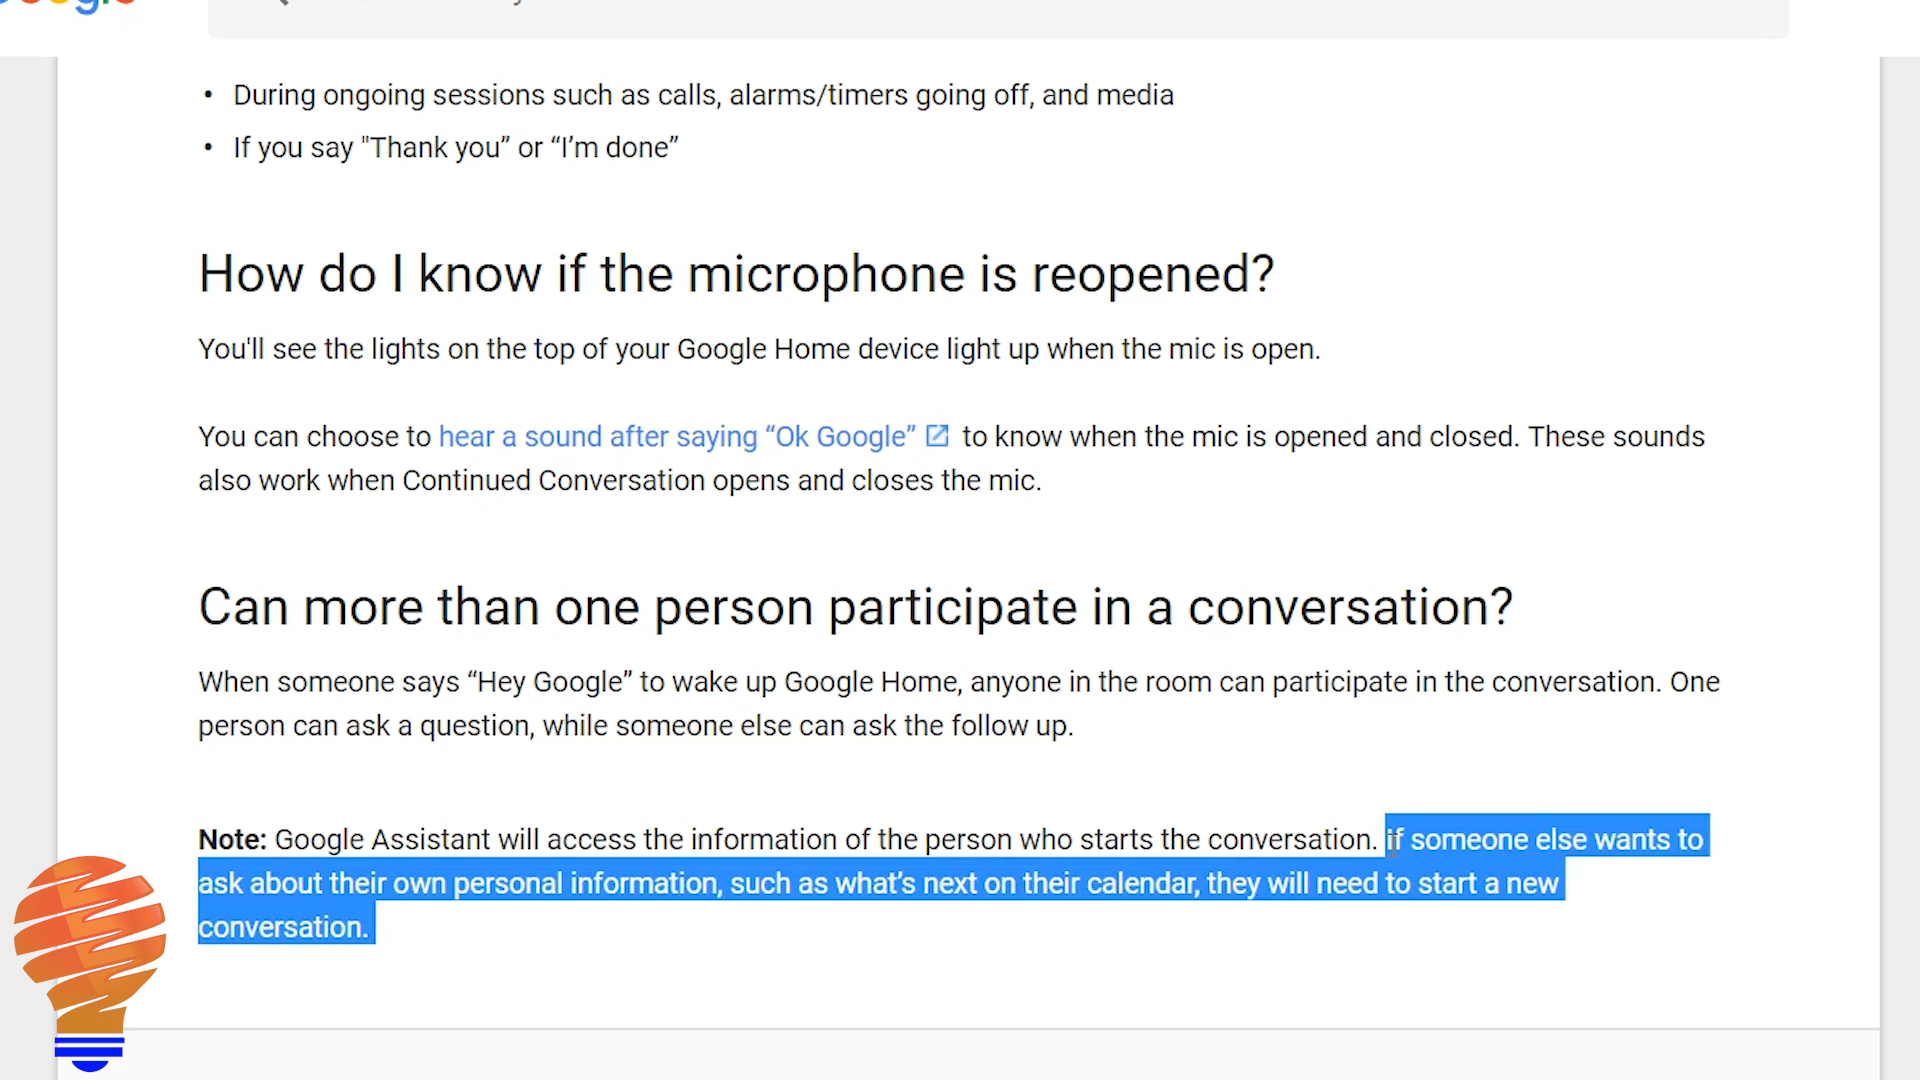 • During ongoing sessions such as calls, alarms/timers going off, and media
• If you say "Thank you” or “I’m done”
How do I know if the microphone is reopened?
You'll see the lights on the top of your Google Home device light up when the mic is open.
You can choose to hear a sound after saying “Ok Google” to know when the mic is opened and closed. These sounds
also work when Continued Conversation opens and closes the mic.
Can more than one person participate in a conversation?
When someone says “Hey Google” to wake up Google Home, anyone in the room can participate in the conversation. One
person can ask a question, while someone else can ask the follow up.
Note: Google Assistant will access the information of the person who starts the conversation. if someone else wants to
ask about their own personal information, such as what’s next on their calendar, they will need to start a new
conversation.